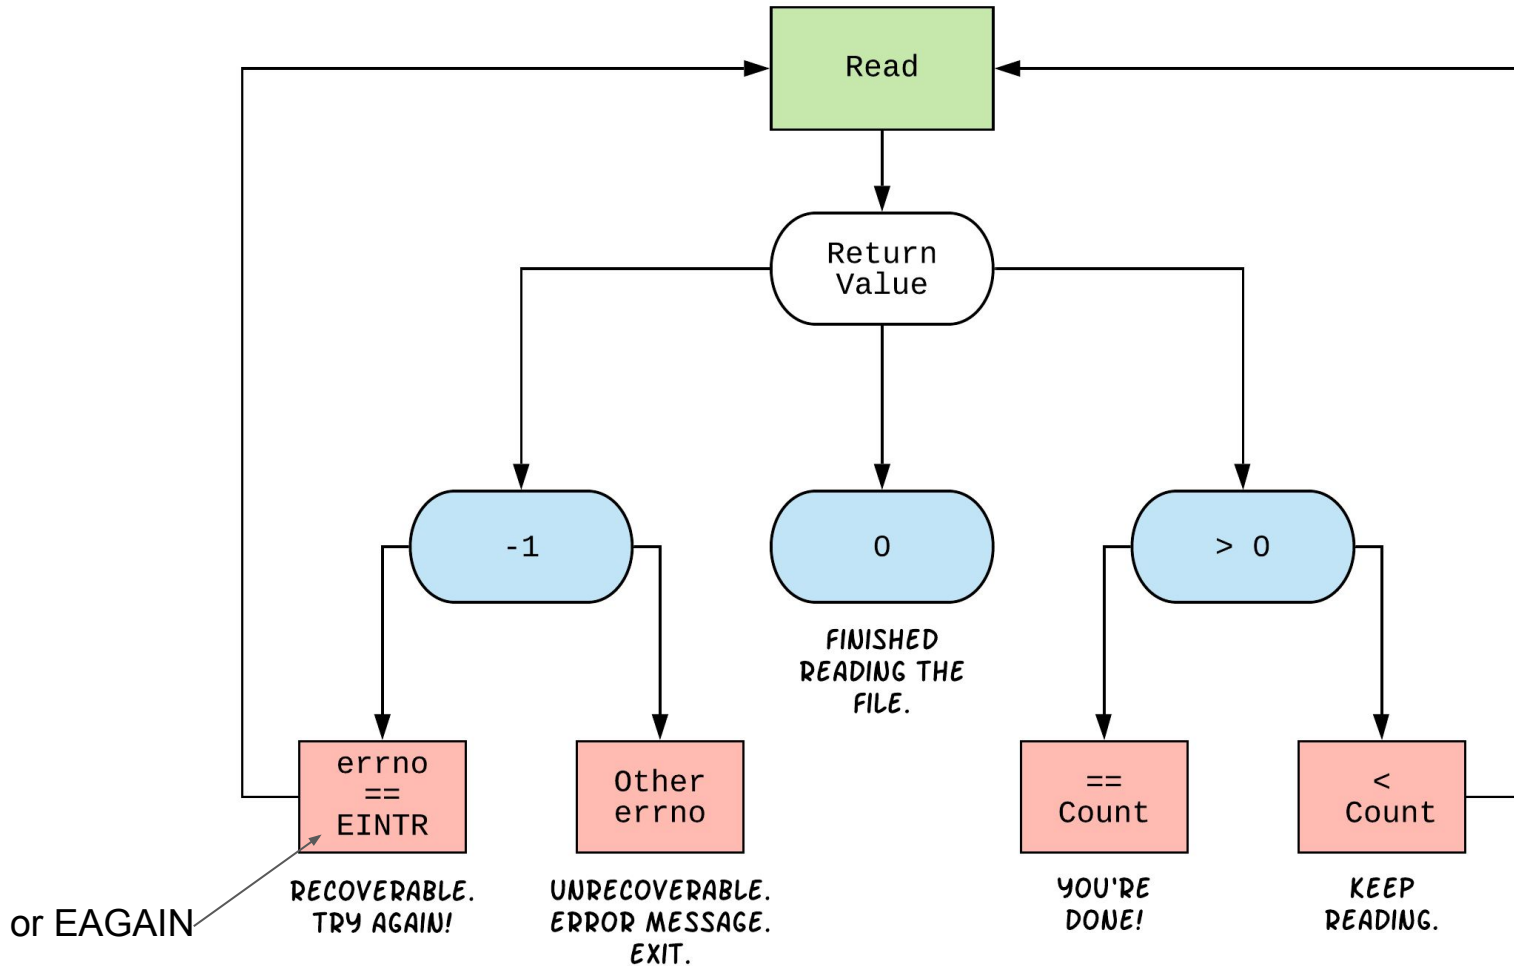 Read
Return
Value
-1
0
> 0
FINISHED
READING THE
FILE.
errno
==
EINTR
Other
errno
==
Count
<
Count
or EAGAIN
RECOVERABLE.
TRY AGAIN!
UNRECOVERABLE.
ERROR MESSAGE.
EXIT.
YOU'RE
DONE!
KEEP
READING.